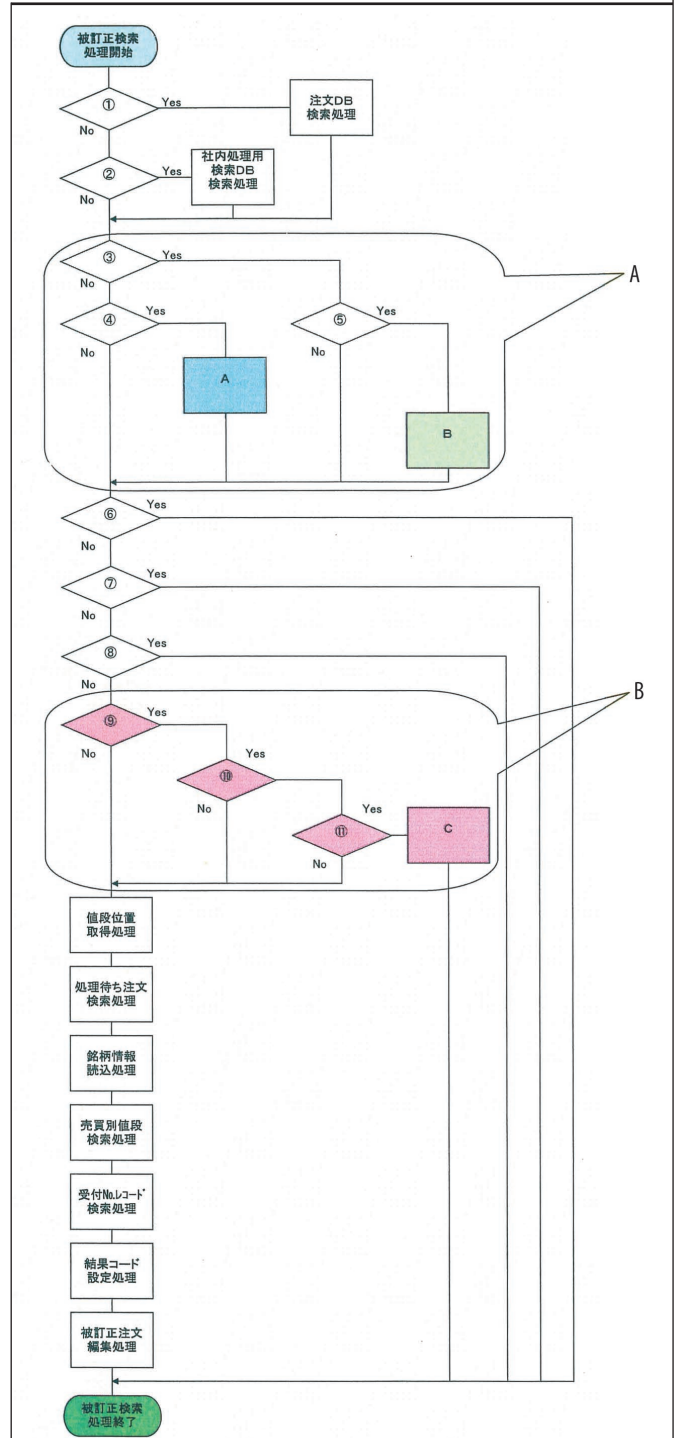 被訂正検索
処理開始
①
Yes
No
注文DB
検索処理
②
Yes
No
社内処理用
検索DB
検索処理
③
Yes
No
A
④
Yes
No
⑤
Yes
No
A
B
⑥
Yes
No
⑦
Yes
No
⑧
Yes
No
B
⑨
Yes
No
⑩
Yes
No
⑪
Yes
No
C
値段位置
取得処理
処理待ち注文
検索処理
銘柄情報
読込処理
売買別値段
検索処理
受付No.レコード
検索処理
結果コード
設定処理
被訂正注文
編集処理
被訂正検索
処理終了